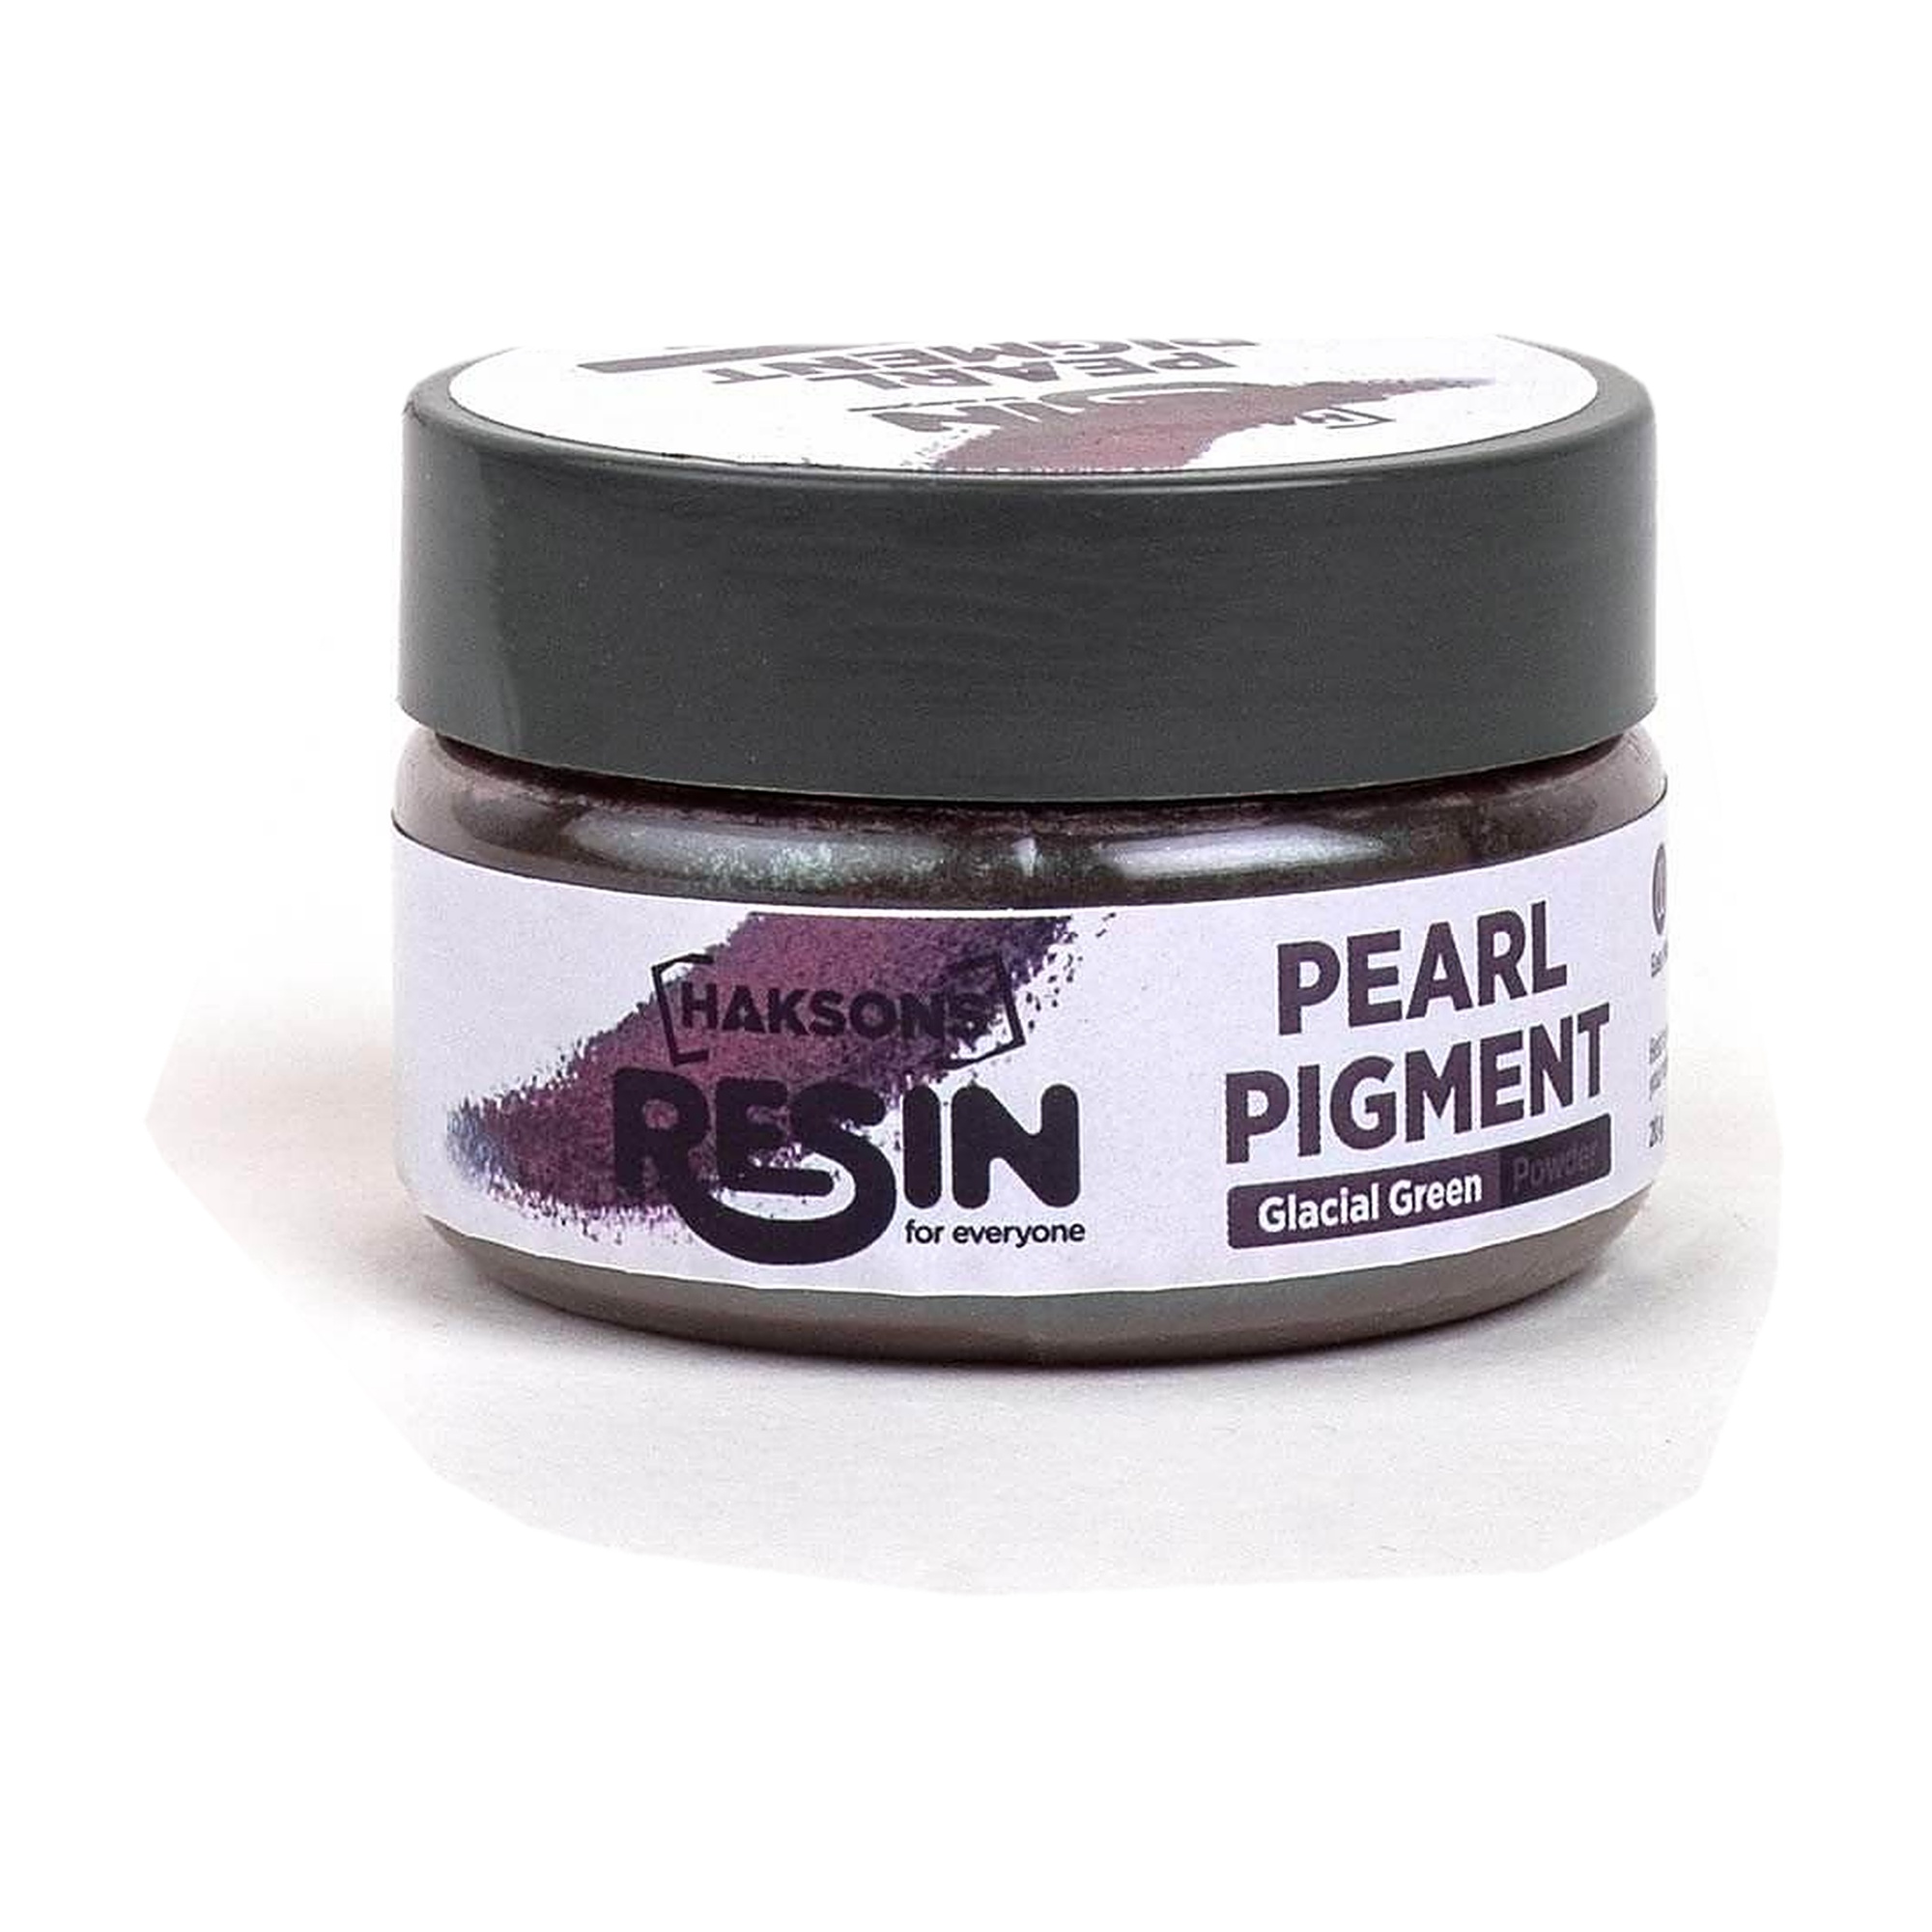 PEARL
PIGMENT
HAKSONS
RESIN
for everyone
PEARL
PIGMENT
Glacial Green Powder